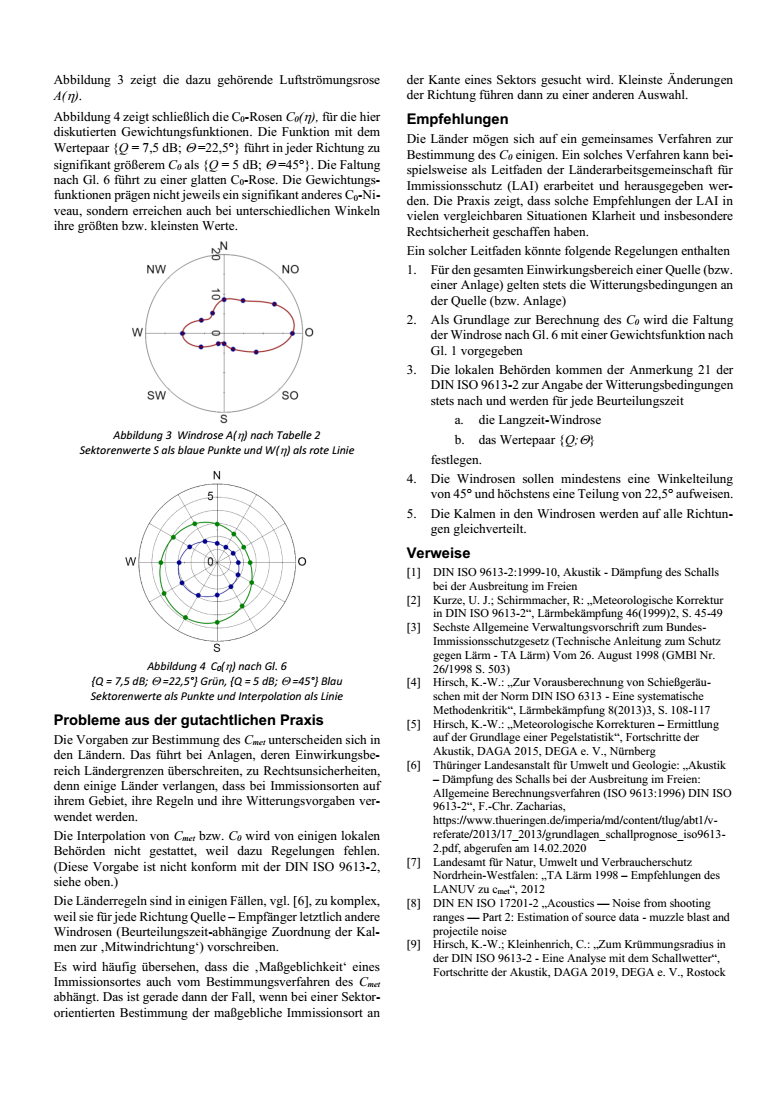 Abbildung 3 zeigt die dazu gehörende Luftströmungsrose
A(η).
Abbildung 4 zeigt schließlich die C0-Rosen C0(η), für die hier
diskutierten Gewichtungsfunktionen. Die Funktion mit dem
Wertepaar {Q = 7,5 dB; Θ=22,5°} führt in jeder Richtung zu
signifikant größerem C0 als {Q = 5 dB; Θ=45°}. Die Faltung
nach Gl. 6 führt zu einer glatten C0-Rose. Die Gewichtungs-
funktionen prägen nicht jeweils ein signifikant anderes C0-Ni-
veau, sondern erreichen auch bei unterschiedlichen Winkeln
ihre größten bzw. kleinsten Werte.
N
20
NW
NO
10
W
0
O
SW
SO
S
Abbildung 3 Windrose A(η) nach Tabelle 2
Sektorenwerte S als blaue Punkte und W(η) als rote Linie
N
5
W
0
O
S
Abbildung 4 C0(η) nach Gl. 6
{Q = 7,5 dB; Θ=22,5°} Grün, {Q = 5 dB; Θ=45°} Blau
Sektorenwerte als Punkte und Interpolation als Linie
Probleme aus der gutachtlichen Praxis
Die Vorgaben zur Bestimmung des Cmet unterscheiden sich in
den Ländern. Das führt bei Anlagen, deren Einwirkungsbe-
reich Ländergrenzen überschreiten, zu Rechtsunsicherheiten,
denn einige Länder verlangen, dass bei Immissionsorten auf
ihrem Gebiet, ihre Regeln und ihre Witterungsvorgaben ver-
wendet werden.
Die Interpolation von Cmet bzw. C0 wird von einigen lokalen
Behörden nicht gestattet, weil dazu Regelungen fehlen.
(Diese Vorgabe ist nicht konform mit der DIN ISO 9613-2,
siehe oben.)
Die Länderregeln sind in einigen Fällen, vgl. [6], zu komplex,
weil sie für jede Richtung Quelle – Empfänger letztlich andere
Windrosen (Beurteilungszeit-abhängige Zuordnung der Kal-
men zur ‚Mitwindrichtung‘) vorschreiben.
Es wird häufig übersehen, dass die ‚Maßgeblichkeit‘ eines
Immissionsortes auch vom Bestimmungsverfahren des Cmet
abhängt. Das ist gerade dann der Fall, wenn bei einer Sektor-
orientierten Bestimmung der maßgebliche Immissionsort an
der Kante eines Sektors gesucht wird. Kleinste Änderungen
der Richtung führen dann zu einer anderen Auswahl.
Empfehlungen
Die Länder mögen sich auf ein gemeinsames Verfahren zur
Bestimmung des C0 einigen. Ein solches Verfahren kann bei-
spielsweise als Leitfaden der Länderarbeitsgemeinschaft für
Immissionsschutz (LAI) erarbeitet und herausgegeben wer-
den. Die Praxis zeigt, dass solche Empfehlungen der LAI in
vielen vergleichbaren Situationen Klarheit und insbesondere
Rechtsicherheit geschaffen haben.
Ein solcher Leitfaden könnte folgende Regelungen enthalten
1. Für den gesamten Einwirkungsbereich einer Quelle (bzw.
einer Anlage) gelten stets die Witterungsbedingungen an
der Quelle (bzw. Anlage)
2. Als Grundlage zur Berechnung des C0 wird die Faltung
der Windrose nach Gl. 6 mit einer Gewichtsfunktion nach
Gl. 1 vorgegeben
3. Die lokalen Behörden kommen der Anmerkung 21 der
DIN ISO 9613-2 zur Angabe der Witterungsbedingungen
stets nach und werden für jede Beurteilungszeit
a. die Langzeit-Windrose
b. das Wertepaar {Q;Θ}
festlegen.
4. Die Windrosen sollen mindestens eine Winkelteilung
von 45° und höchstens eine Teilung von 22,5° aufweisen.
5. Die Kalmen in den Windrosen werden auf alle Richtun-
gen gleichverteilt.
Verweise
[1] DIN ISO 9613-2:1999-10, Akustik - Dämpfung des Schalls
bei der Ausbreitung im Freien
[2] Kurze, U. J.; Schirmmacher, R: „Meteorologische Korrektur
in DIN ISO 9613-2“, Lärmbekämpfung 46(1999)2, S. 45-49
[3] Sechste Allgemeine Verwaltungsvorschrift zum Bundes-
Immissionsschutzgesetz (Technische Anleitung zum Schutz
gegen Lärm - TA Lärm) Vom 26. August 1998 (GMBl Nr.
26/1998 S. 503)
[4] Hirsch, K.-W.: „Zur Vorausberechnung von Schießgeräu-
schen mit der Norm DIN ISO 6313 - Eine systematische
Methodenkritik“, Lärmbekämpfung 8(2013)3, S. 108-117
[5] Hirsch, K.-W.: „Meteorologische Korrekturen – Ermittlung
auf der Grundlage einer Pegelstatistik“, Fortschritte der
Akustik, DAGA 2015, DEGA e. V., Nürnberg
[6] Thüringer Landesanstalt für Umwelt und Geologie: „Akustik
– Dämpfung des Schalls bei der Ausbreitung im Freien:
Allgemeine Berechnungsverfahren (ISO 9613:1996) DIN ISO
9613-2“, F.-Chr. Zacharias,
https://www.thueringen.de/imperia/md/content/tlug/abt1/v-
referate/2013/17_2013/grundlagen_schallprognose_iso9613-
2.pdf, abgerufen am 14.02.2020
[7] Landesamt für Natur, Umwelt und Verbraucherschutz
Nordrhein-Westfalen: „TA Lärm 1998 – Empfehlungen des
LANUV zu cmet“, 2012
[8] DIN EN ISO 17201-2 „Acoustics — Noise from shooting
ranges — Part 2: Estimation of source data - muzzle blast and
projectile noise
[9] Hirsch, K.-W.; Kleinhenrich, C.: „Zum Krümmungsradius in
der DIN ISO 9613-2 - Eine Analyse mit dem Schallwetter“,
Fortschritte der Akustik, DAGA 2019, DEGA e. V., Rostock